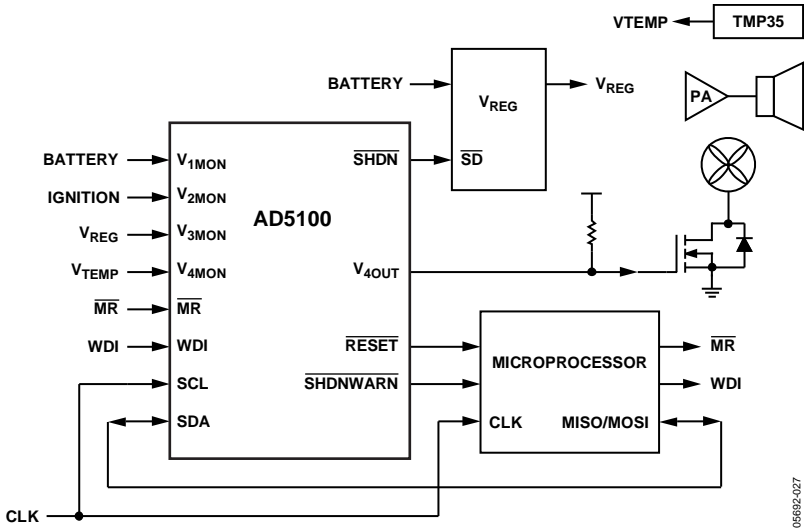 VTEMP TMP35
BATTERY VREG VREG
PA
SD
BATTERY V1MON SHDN
IGNITION V2MON
AD5100
VREG V3MON
VTEMP V4MON V4OUT
MR MR
WDI WDI RESET MICROPROCESSOR MR
SCL SHDNWARN WDI
SDA CLK MISO/MOSI
CLK
05692-027